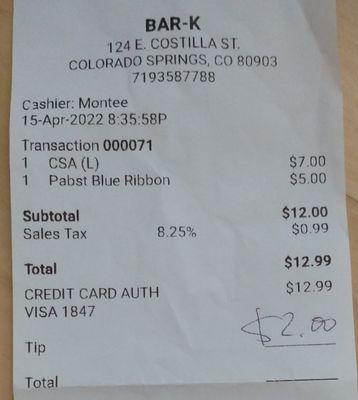 BAR-K
124 E. COSTILLA ST.
COLORADO SPRINGS, CO 80903
7193587788
Cashier: Montee
15-Apr-2022 8:35:58P
Transaction 000071
1 CSA (L) $7.00
1 Pabst Blue Ribbon $5.00
Subtotal $12.00
Sales Tax 8.25% $0.99
Total $12.99
CREDIT CARD AUTH $12.99
VISA 1847
$2.00
Tip
Total